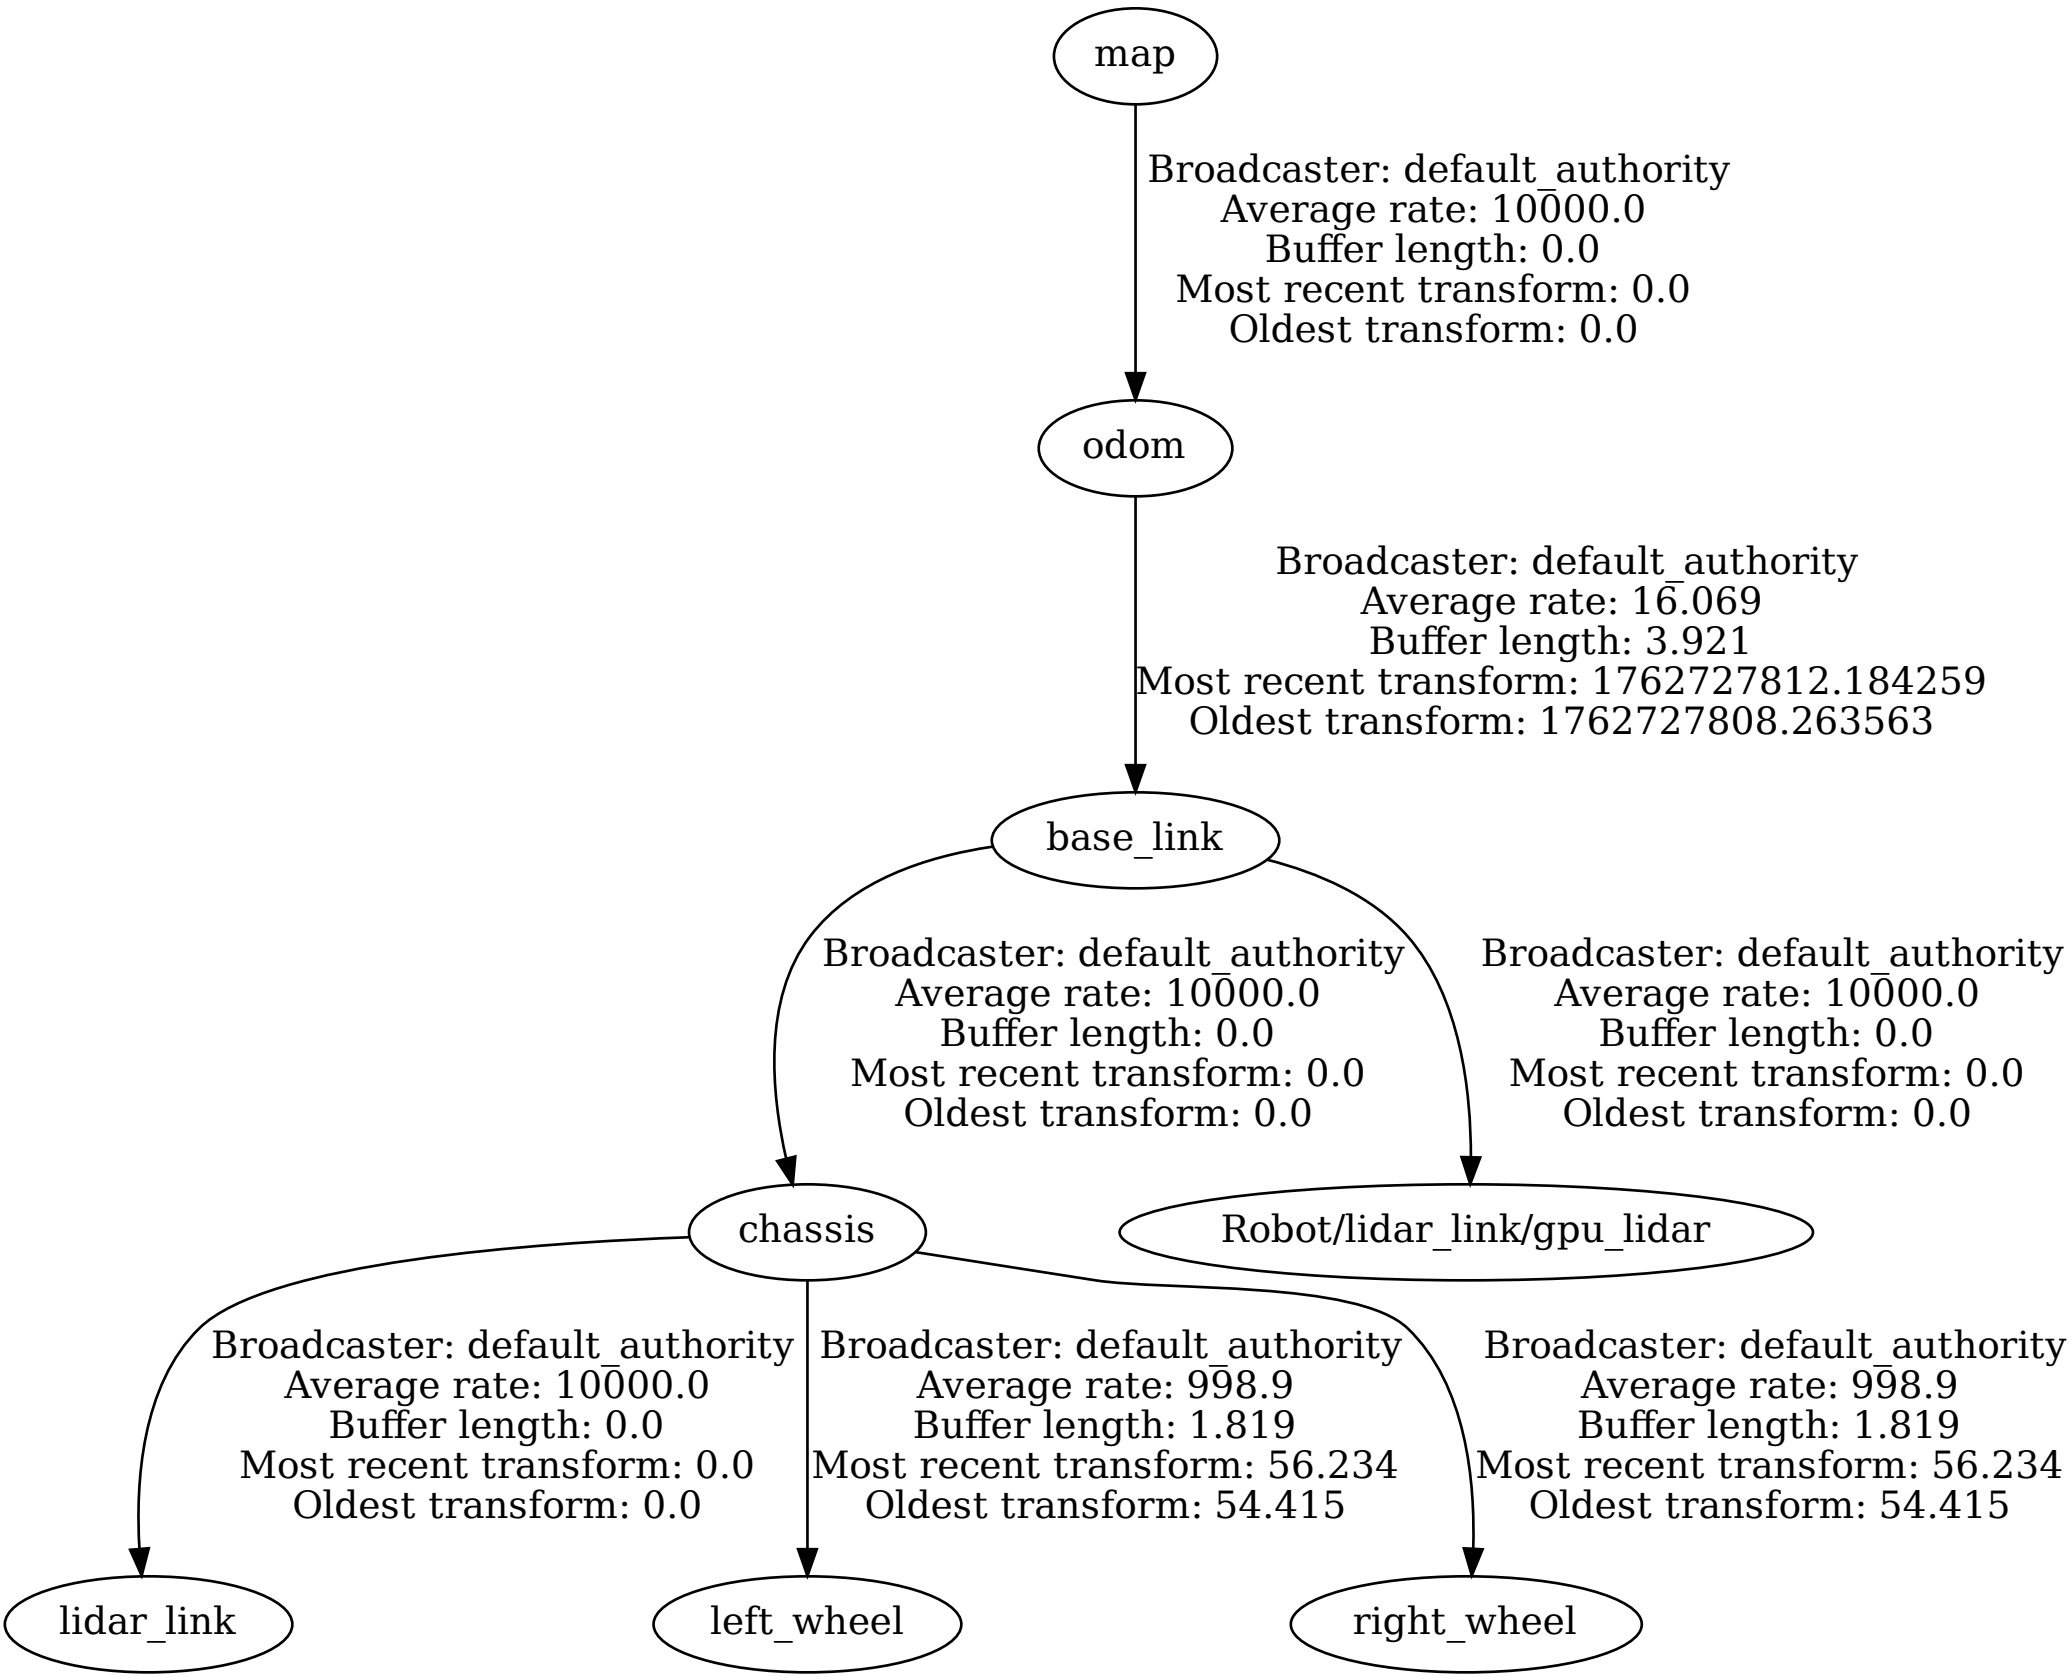 map
Broadcaster: default_authority
Average rate: 10000.0
Buffer length: 0.0
Most recent transform: 0.0
Oldest transform: 0.0
odom
Broadcaster: default_authority
Average rate: 16.069
Buffer length: 3.921
Most recent transform: 1762727812.184259
Oldest transform: 1762727808.263563
base_link
Broadcaster: default_authority
Average rate: 10000.0
Buffer length: 0.0
Most recent transform: 0.0
Oldest transform: 0.0
Broadcaster: default_authority
Average rate: 10000.0
Buffer length: 0.0
Most recent transform: 0.0
Oldest transform: 0.0
chassis
Robot/lidar_link/gpu_lidar
Broadcaster: default_authority
Average rate: 10000.0
Buffer length: 0.0
Most recent transform: 0.0
Oldest transform: 0.0
Broadcaster: default_authority
Average rate: 998.9
Buffer length: 1.819
Most recent transform: 56.234
Oldest transform: 54.415
Broadcaster: default_authority
Average rate: 998.9
Buffer length: 1.819
Most recent transform: 56.234
Oldest transform: 54.415
lidar_link
left_wheel
right_wheel